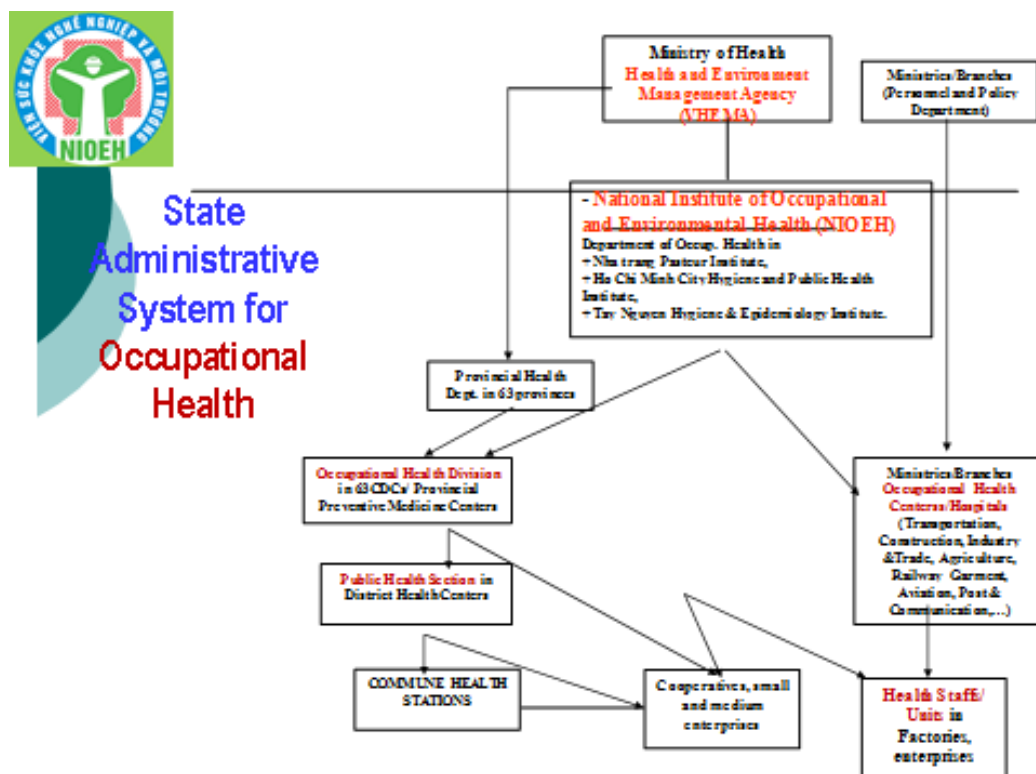 VIỆN SỨC KHỎE NGHỀ NGHIỆP VÀ MÔI TRƯỜNG
NIOEH
State
Administrative
System for
Occupational
Health
Ministry of Health
Health and Environment
Management Agency
(VHEMA)
Ministries/Branches
(Personnel and Policy
Department)
- National Institute of Occupational
and Environmental Health (NIOEH)
Department of Occup. Health in
+Nha trang Pasteur Institute,
+Ho Chi Minh City Hygiene and Public Health
Institute,
+Tay Nguyen Hygiene & Epidemiology Institute.
Provincial Health
Dept. in 63 provinces
Occupational Health Division
in 63CDCs/ Provincial
Preventive Medicine Centers
Ministries/Branches
Occupational Health
Centerss/Hospitals
(Transportation,
Construction, Industry
&Trade, Agriculture,
Railway Garment,
Aviation, Post &
Communication,...)
Public Health Section in
District Health Centers
COMMUNE HEALTH
STATIONS
Cooperatives, small
and medium
enterprises
Health Staffs/
Units in
Factories,
enterprises